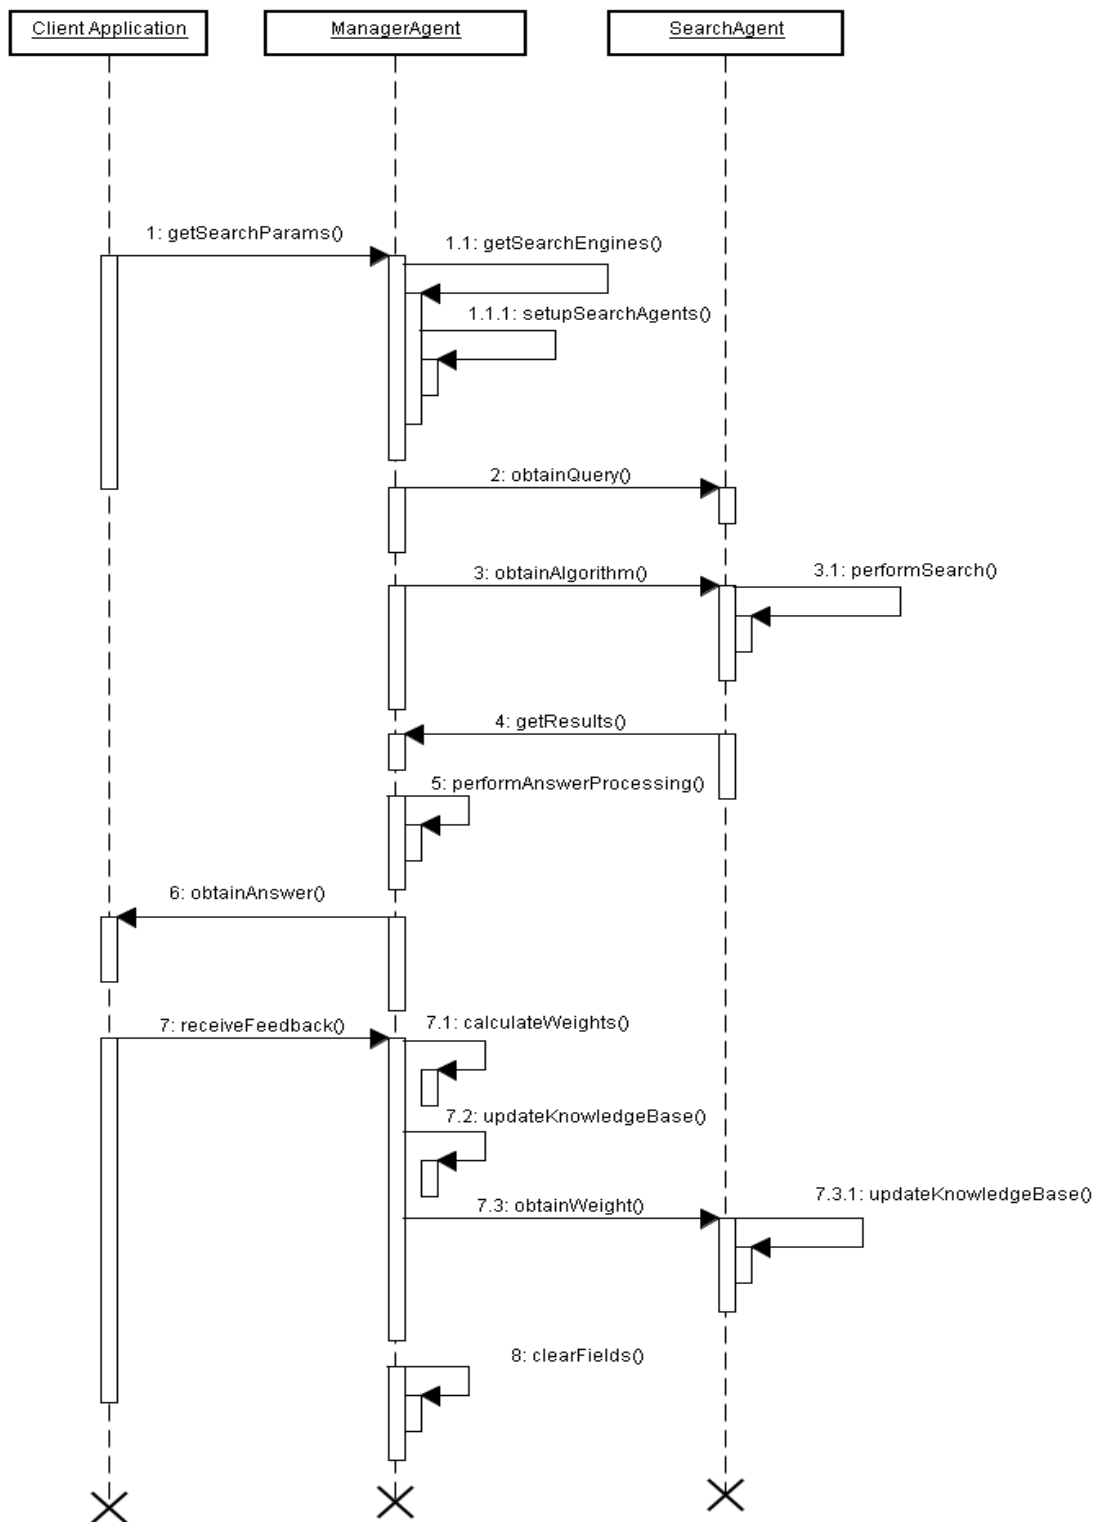 Client Application
ManagerAgent
SearchAgent
1: getSearchParams()
1.1: getSearchEngines()
1.1.1: setupSearchAgents()
2: obtainQuery()
3: obtainAlgorithm()
3.1: performSearch()
4: getResults()
5: performAnswerProcessing()
6: obtainAnswer()
7: receiveFeedback()
7.1: calculateWeights()
7.2: updateKnowledgeBase()
7.3: obtainWeight()
7.3.1: updateKnowledgeBase()
8: clearFields()